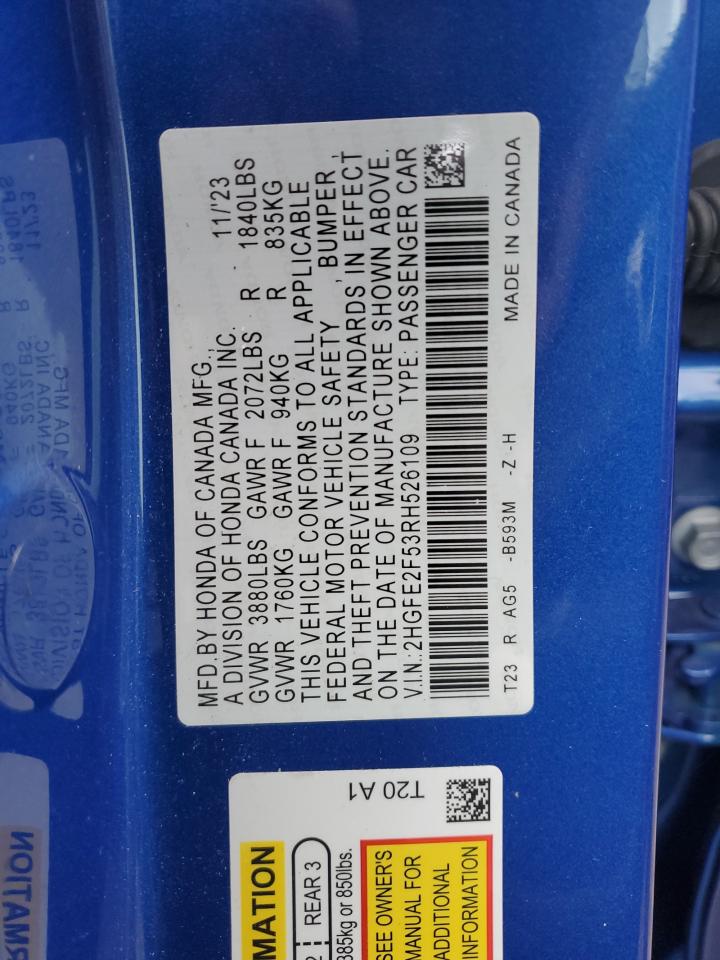 MFD.BY HONDA OF CANADA MFG., 11/'23
A DIVISION OF HONDA CANADA INC.
GVWR 3880LBS GAWR F 2072LBS R 1840LBS
GVWR 1760KG GAWR F 940KG R 835KG
THIS VEHICLE CONFORMS TO ALL APPLICABLE
FEDERAL MOTOR VEHICLE SAFETY , BUMPER ,
AND THEFT PREVENTION STANDARDS IN EFFECT
ON THE DATE OF MANUFACTURE SHOWN ABOVE.
V.I.N.:2HGFE2F53RH526109 TYPE: PASSENGER CAR
T23 R AG5 -B593M -Z -H MADE IN CANADA
T20 A1
REAR 3
385kg or 850lbs.
SEE OWNER'S
MANUAL FOR
ADDITIONAL
INFORMATION